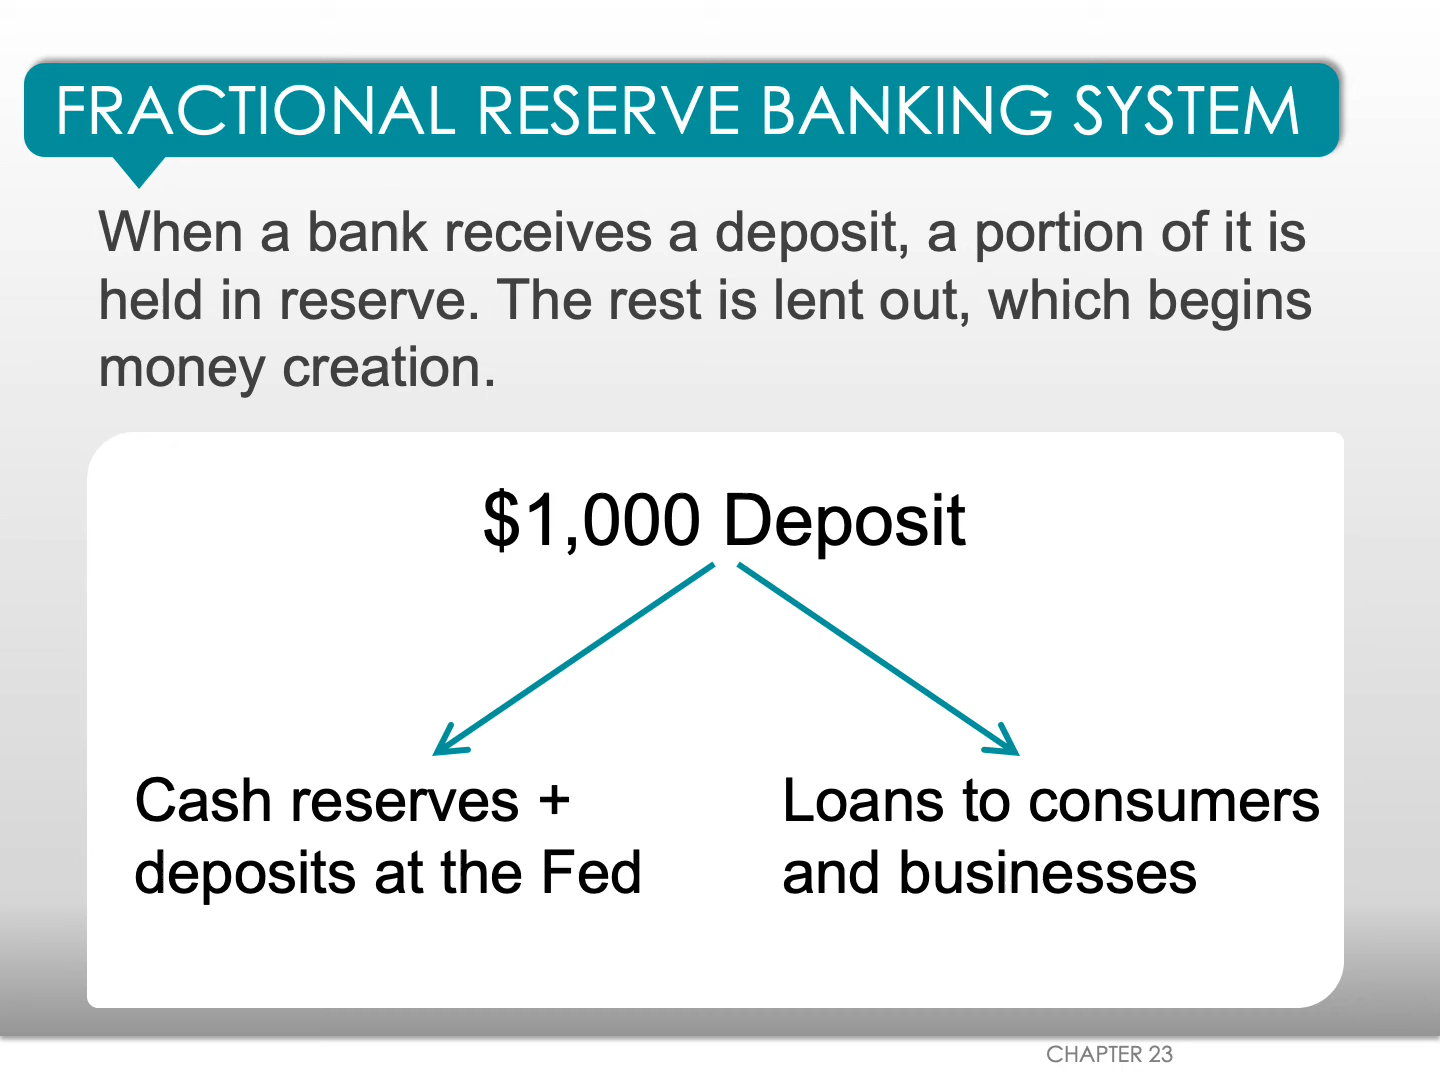 FRACTIONAL RESERVE BANKING SYSTEM
When a bank receives a deposit, a portion of it is
held in reserve. The rest is lent out, which begins
money creation.
$1,000 Deposit
Cash reserves +
deposits at the Fed
Loans to consumers
and businesses
CHAPTER 23